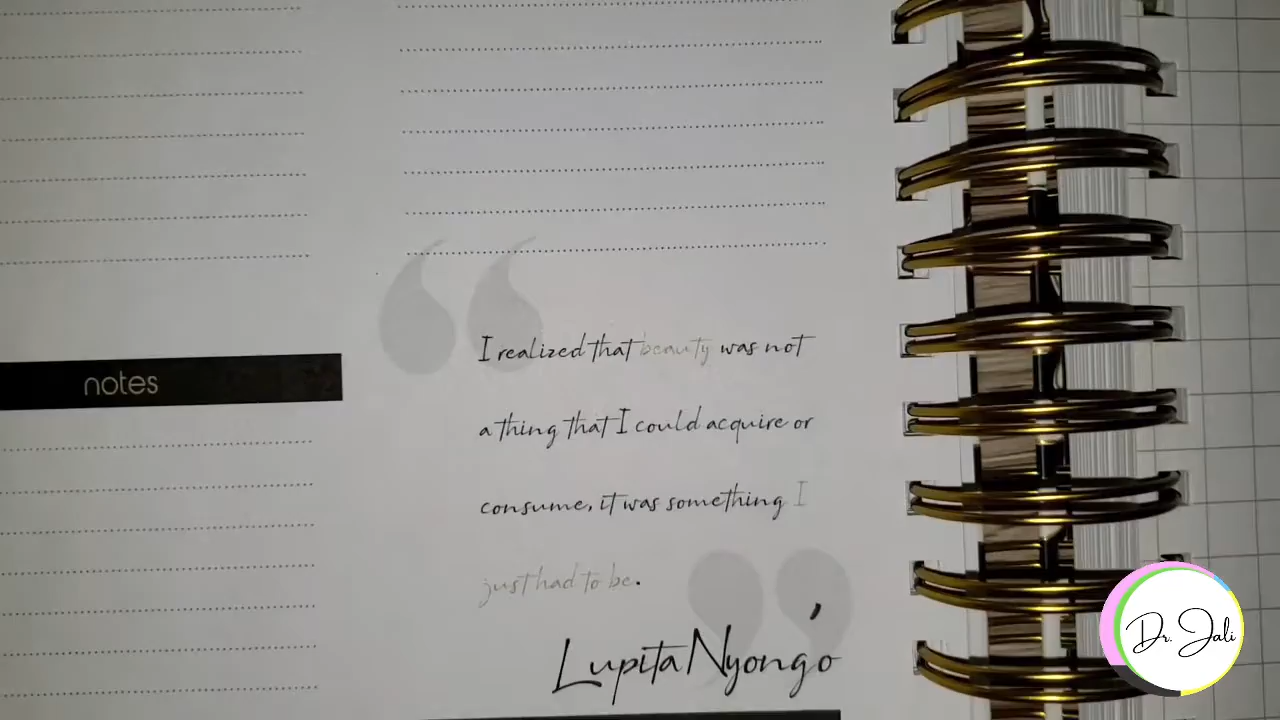 notes
I realized that beauty was not
a thing that I could acquire or
consume, it was something I
just had to be.
Lupita Nyong'o
Dr. Jali